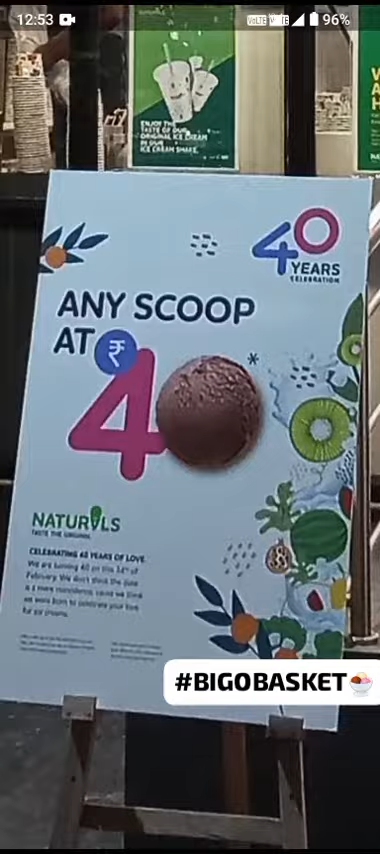 12:53
VoLTE
96%
ENJOY THE
TASTE OF OUR
ORIGINAL ICE CREAM
IN OUR
ICE CREAM SHAKE.
40
YEARS
CELEBRATION
ANY SCOOP
AT ₹
40*
NATURALS
TASTE THE ORIGINAL
CELEBRATING 40 YEARS OF LOVE
We are turning 40 on this 14th of
February. We don't think the date
is a mere coincidence cause we think
we were born to celebrate your love
for ice creams.
#BIGOBASKET🍨